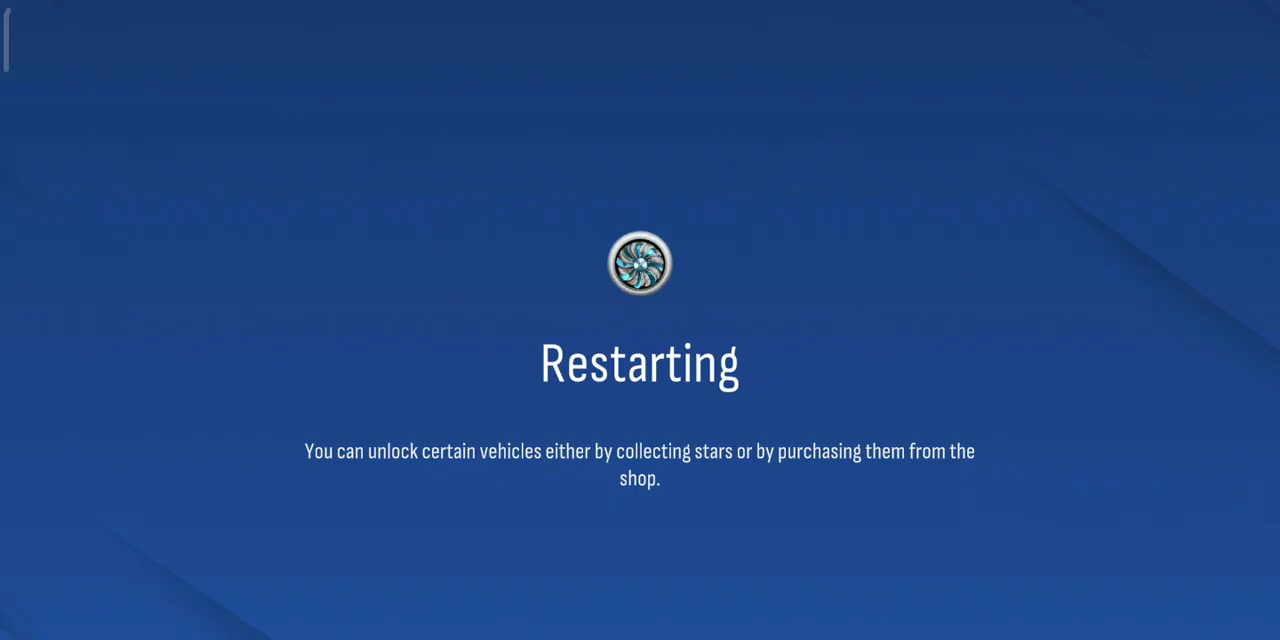 Restarting
You can unlock certain vehicles either by collecting stars or by purchasing them from the
shop.